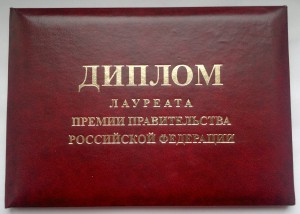 ДИПЛОМ
ЛАУРЕАТА
ПРЕМИИ ПРАВИТЕЛЬСТВА
РОССИЙСКОЙ ФЕДЕРАЦИИ